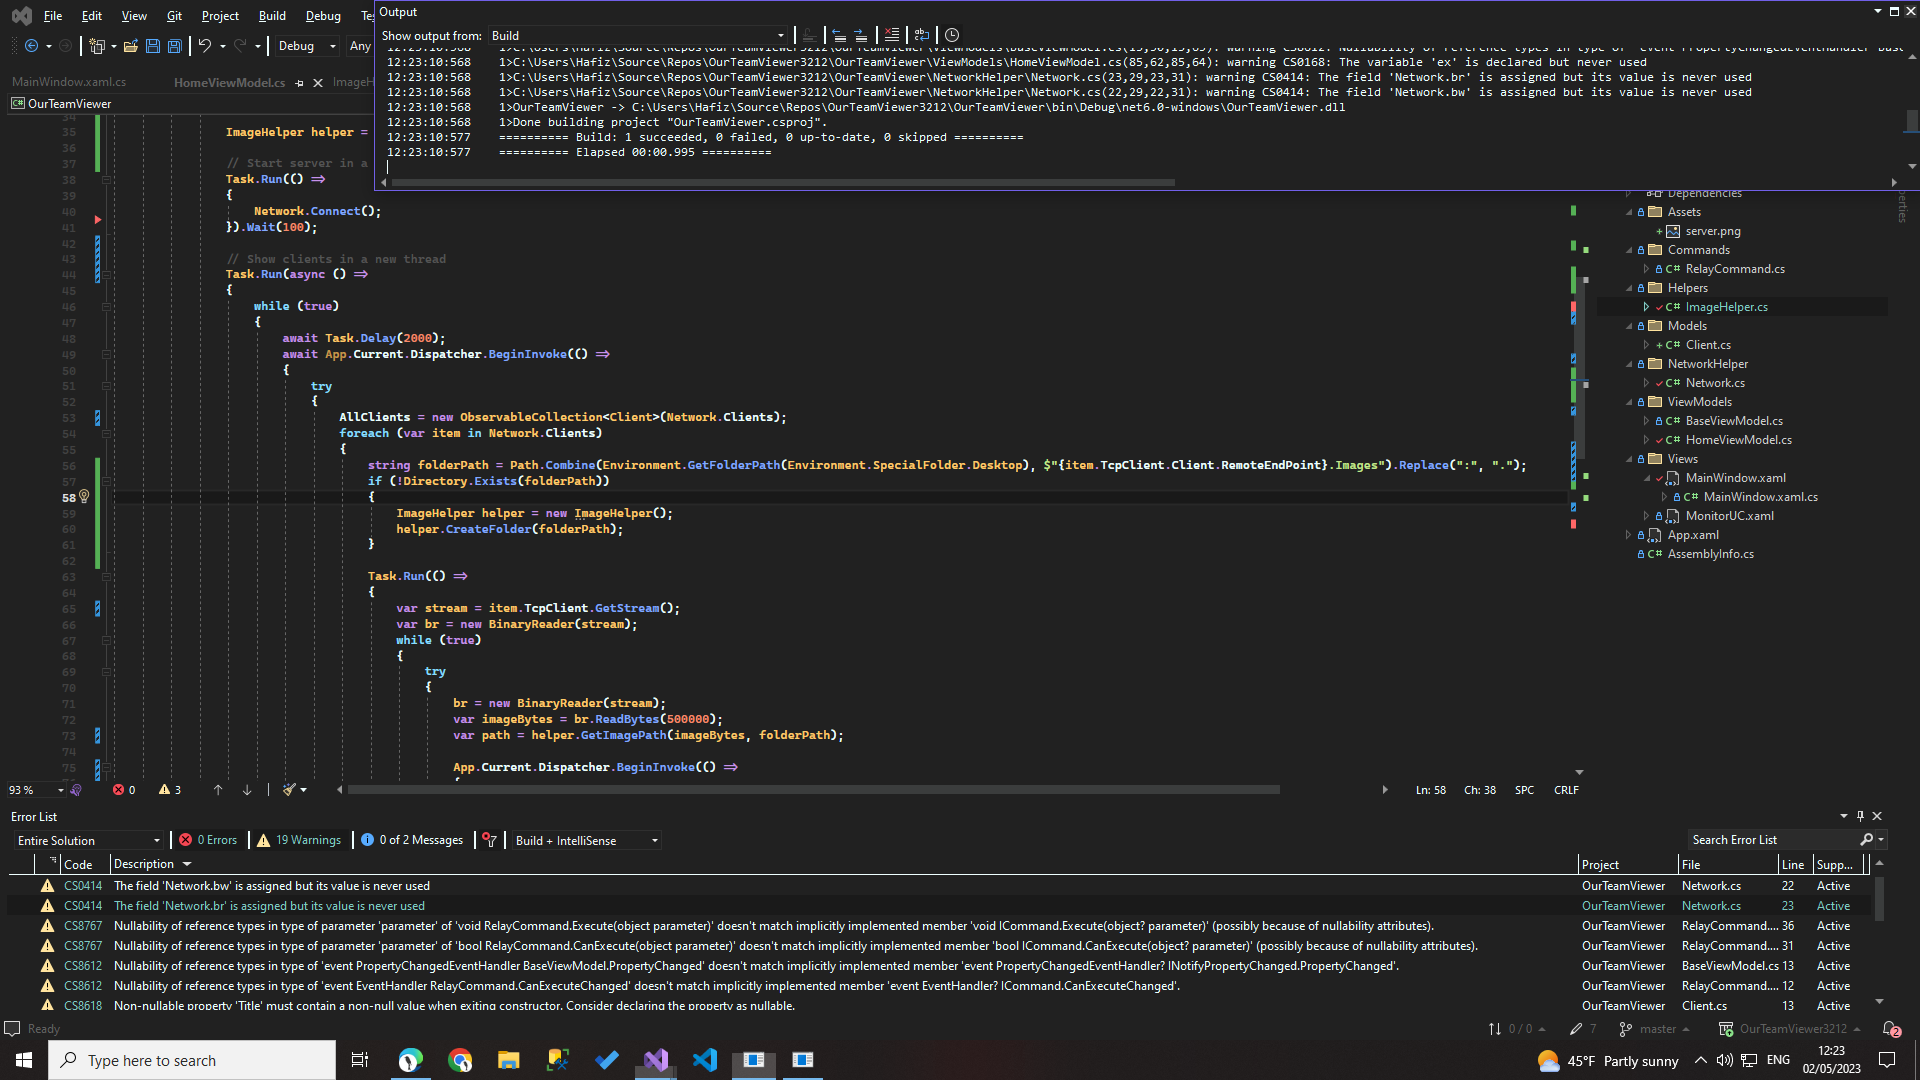 File Edit View Git Project Build Debug
Output
Show output from: Build
Debug Any
12:23:10:568 1>C:\Users\Hafiz\Source\Repos\OurTeamViewer3212\OurTeamViewer\ViewModels\HomeViewModel.cs(85,62,85,64): warning CS0168: The variable 'ex' is declared but never used
12:23:10:568 1>C:\Users\Hafiz\Source\Repos\OurTeamViewer3212\OurTeamViewer\NetworkHelper\Network.cs(23,29,23,31): warning CS0414: The field 'Network.br' is assigned but its value is never used
12:23:10:568 1>C:\Users\Hafiz\Source\Repos\OurTeamViewer3212\OurTeamViewer\NetworkHelper\Network.cs(22,29,22,31): warning CS0414: The field 'Network.bw' is assigned but its value is never used
12:23:10:568 1>OurTeamViewer -> C:\Users\Hafiz\Source\Repos\OurTeamViewer3212\OurTeamViewer\bin\Debug\net6.0-windows\OurTeamViewer.dll
12:23:10:568 1>Done building project "OurTeamViewer.csproj".
12:23:10:577 ========== Build: 1 succeeded, 0 failed, 0 up-to-date, 0 skipped ==========
12:23:10:577 ========== Elapsed 00:00.995 ==========
MainWindow.xaml.cs HomeViewModel.cs ImageH
C# OurTeamViewer
34
35 ImageHelper helper =
36
37 // Start server in a
38 Task.Run(() =>
39 {
40 Network.Connect();
41 }).Wait(100);
42
43 // Show clients in a new thread
44 Task.Run(async () =>
45 {
46 while (true)
47 {
48 await Task.Delay(2000);
49 await App.Current.Dispatcher.BeginInvoke(() =>
50 {
51 try
52 {
53 AllClients = new ObservableCollection<Client>(Network.Clients);
54 foreach (var item in Network.Clients)
55 {
56 string folderPath = Path.Combine(Environment.GetFolderPath(Environment.SpecialFolder.Desktop), $"{item.TcpClient.Client.RemoteEndPoint}.Images").Replace(":", ".");
57 if (!Directory.Exists(folderPath))
58 {
59 ImageHelper helper = new ImageHelper();
60 helper.CreateFolder(folderPath);
61 }
62
63 Task.Run(() =>
64 {
65 var stream = item.TcpClient.GetStream();
66 var br = new BinaryReader(stream);
67 while (true)
68 {
69 try
70 {
71 br = new BinaryReader(stream);
72 var imageBytes = br.ReadBytes(500000);
73 var path = helper.GetImagePath(imageBytes, folderPath);
74
75 App.Current.Dispatcher.BeginInvoke(() =>
Dependencies
Assets
server.png
Commands
C# RelayCommand.cs
Helpers
C# ImageHelper.cs
Models
C# Client.cs
NetworkHelper
C# Network.cs
ViewModels
C# BaseViewModel.cs
C# HomeViewModel.cs
Views
MainWindow.xaml
C# MainWindow.xaml.cs
MonitorUC.xaml
App.xaml
C# AssemblyInfo.cs
93 % 0 3 Ln: 58 Ch: 38 SPC CRLF
Error List
Entire Solution 0 Errors 19 Warnings 0 of 2 Messages Build + IntelliSense Search Error List
Code Description Project File Line Supp...
CS0414 The field 'Network.bw' is assigned but its value is never used OurTeamViewer Network.cs 22 Active
CS0414 The field 'Network.br' is assigned but its value is never used OurTeamViewer Network.cs 23 Active
CS8767 Nullability of reference types in type of parameter 'parameter' of 'void RelayCommand.Execute(object parameter)' doesn't match implicitly implemented member 'void ICommand.Execute(object? parameter)' (possibly because of nullability attributes). OurTeamViewer RelayCommand.... 36 Active
CS8767 Nullability of reference types in type of parameter 'parameter' of 'bool RelayCommand.CanExecute(object parameter)' doesn't match implicitly implemented member 'bool ICommand.CanExecute(object? parameter)' (possibly because of nullability attributes). OurTeamViewer RelayCommand.... 31 Active
CS8612 Nullability of reference types in type of 'event PropertyChangedEventHandler BaseViewModel.PropertyChanged' doesn't match implicitly implemented member 'event PropertyChangedEventHandler? INotifyPropertyChanged.PropertyChanged'. OurTeamViewer BaseViewModel.cs 13 Active
CS8612 Nullability of reference types in type of 'event EventHandler RelayCommand.CanExecuteChanged' doesn't match implicitly implemented member 'event EventHandler? ICommand.CanExecuteChanged'. OurTeamViewer RelayCommand.... 12 Active
CS8618 Non-nullable property 'Title' must contain a non-null value when exiting constructor. Consider declaring the property as nullable. OurTeamViewer Client.cs 13 Active
Ready 0 / 0 7 master OurTeamViewer3212 2
Type here to search 45°F Partly sunny ENG 12:23
02/05/2023